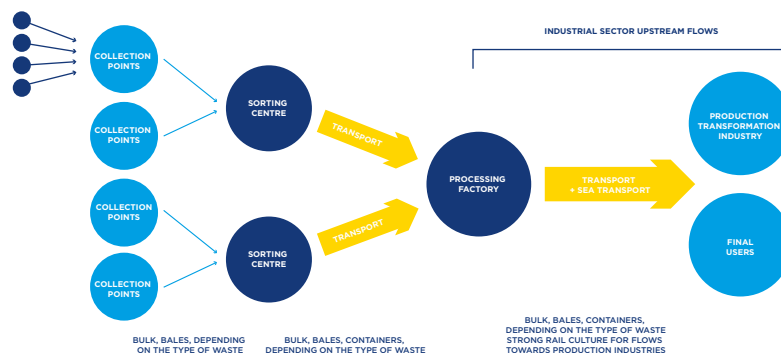 INDUSTRIAL SECTOR UPSTREAM FLOWS
COLLECTION
POINTS
COLLECTION
POINTS
COLLECTION
POINTS
COLLECTION
POINTS
SORTING
CENTRE
SORTING
CENTRE
TRANSPORT
TRANSPORT
PROCESSING
FACTORY
TRANSPORT
+ SEA TRANSPORT
PRODUCTION
TRANSFORMATION
INDUSTRY
FINAL
USERS
BULK, BALES, DEPENDING
ON THE TYPE OF WASTE
BULK, BALES, CONTAINERS,
DEPENDING ON THE TYPE OF WASTE
BULK, BALES, CONTAINERS,
DEPENDING ON THE TYPE OF WASTE
STRONG RAIL CULTURE FOR FLOWS
TOWARDS PRODUCTION INDUSTRIES